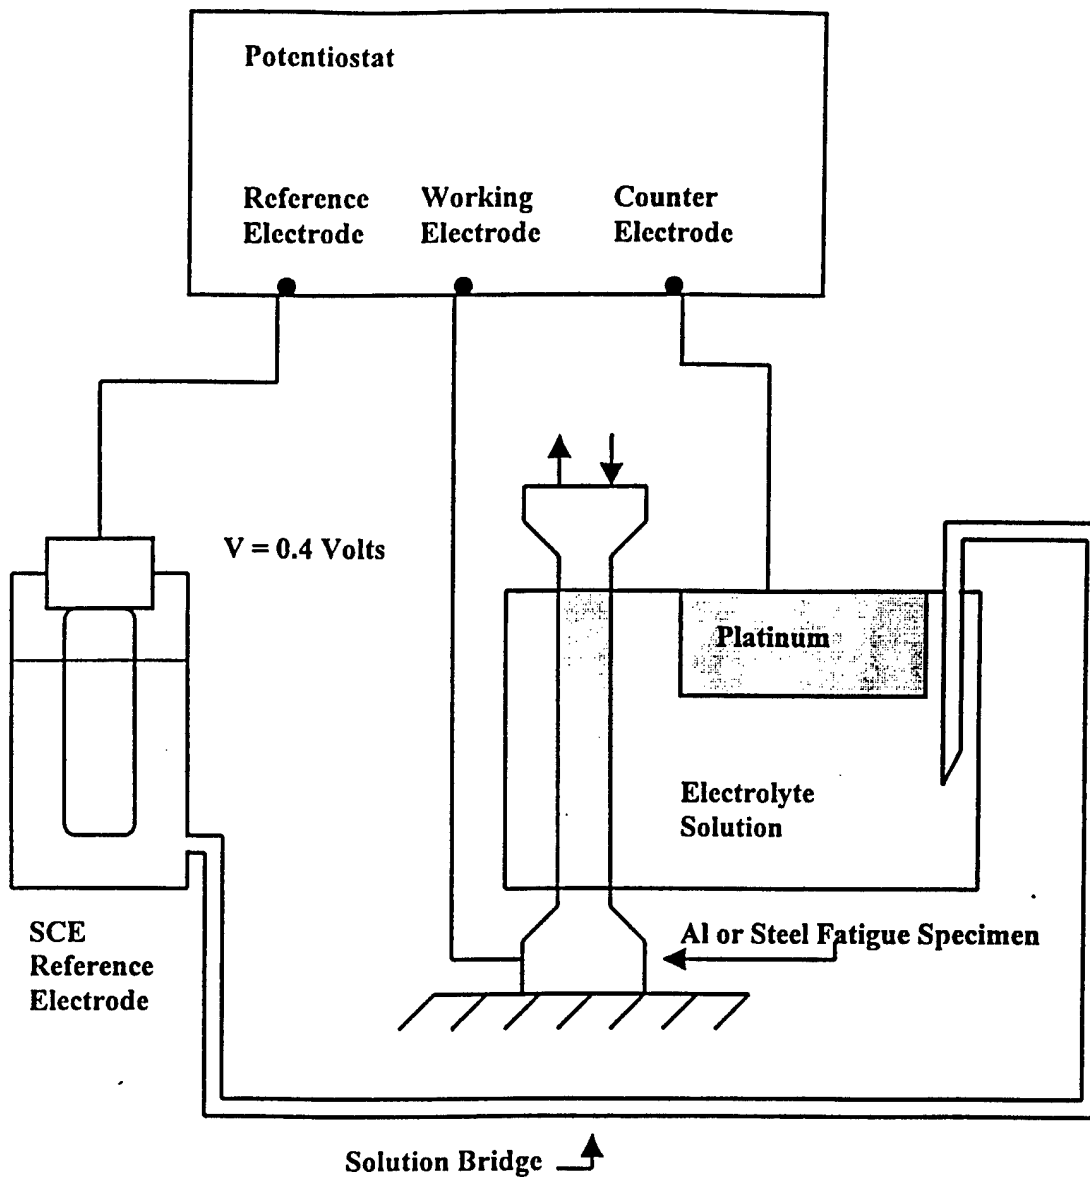 Potentiostat
Reference
Electrode
Working
Electrode
Counter
Electrode
V = 0.4 Volts
Platinum
Electrolyte
Solution
SCE
Reference
Electrode
Al or Steel Fatigue Specimen
Solution Bridge